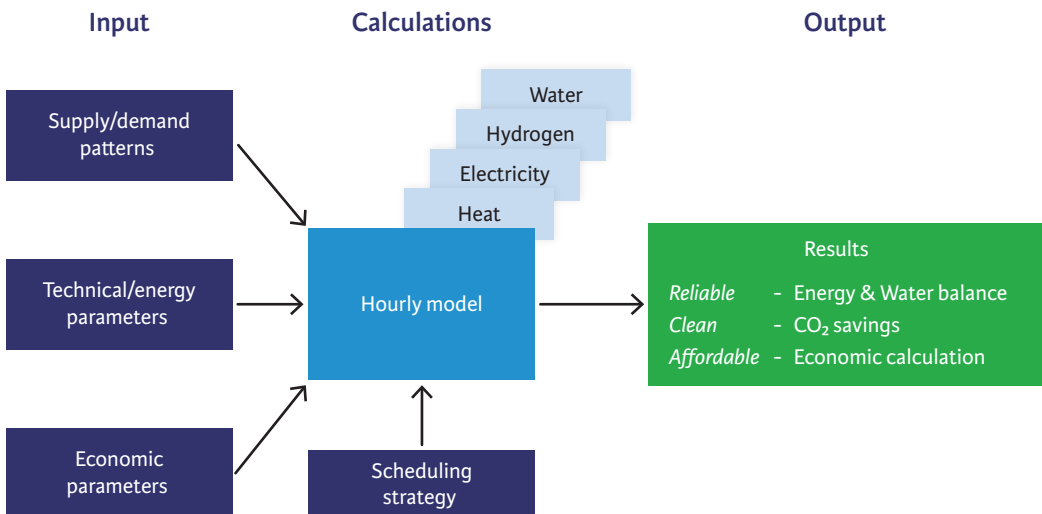 Input
Calculations
Output
Supply/demand
patterns
Technical/energy
parameters
Economic
parameters
Water
Hydrogen
Electricity
Heat
Hourly model
Scheduling
strategy
Results
Reliable - Energy & Water balance
Clean - CO₂ savings
Affordable - Economic calculation